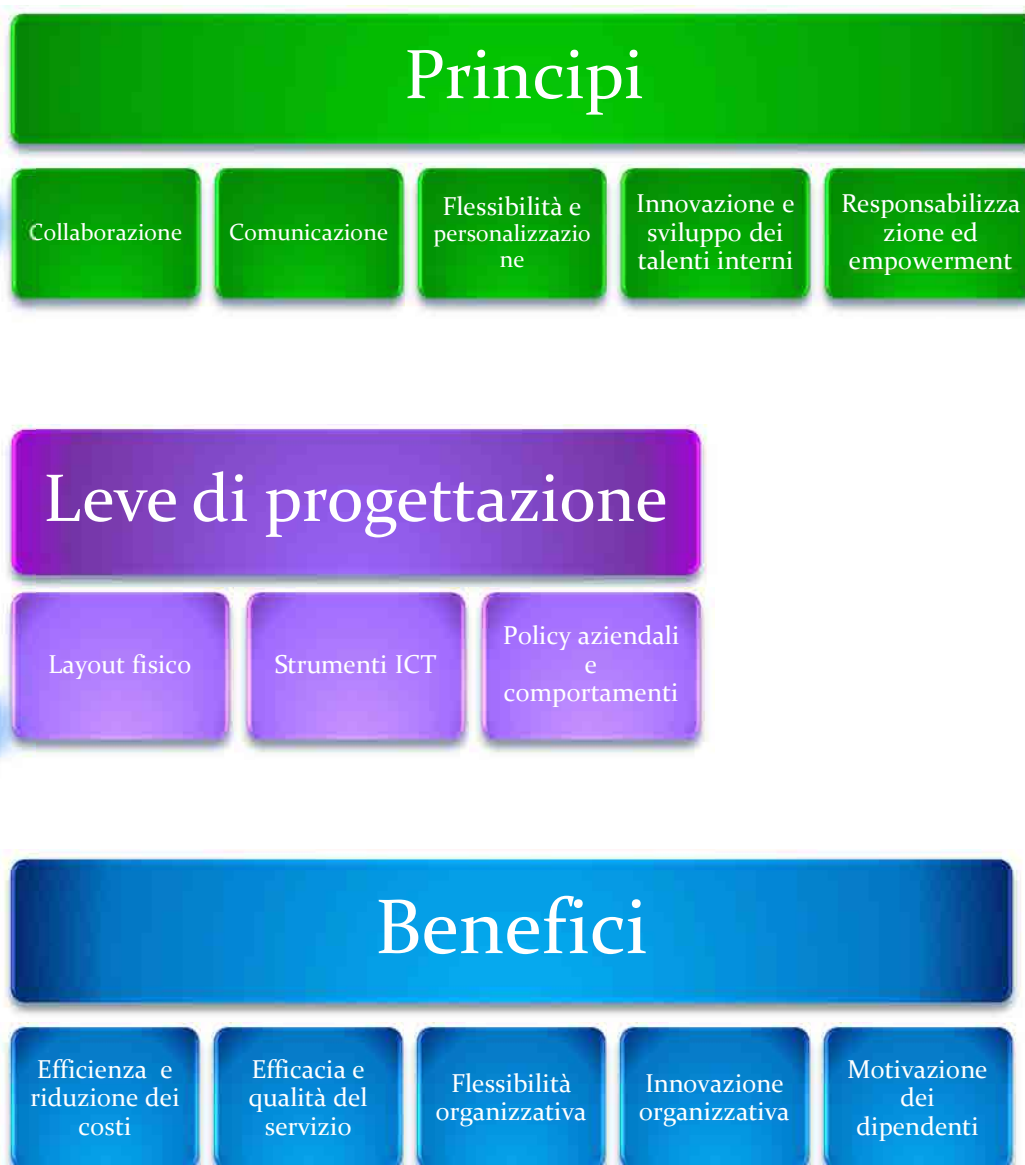 Principi
Collaborazione
Comunicazione
Flessibilità e
personalizzazio
ne
Innovazione e
sviluppo dei
talenti interni
Responsabilizza
zione ed
empowerment
Leve di progettazione
Layout fisico
Strumenti ICT
Policy aziendali
e
comportamenti
Benefici
Efficienza e
riduzione dei
costi
Efficacia e
qualità del
servizio
Flessibilità
organizzativa
Innovazione
organizzativa
Motivazione
dei
dipendenti